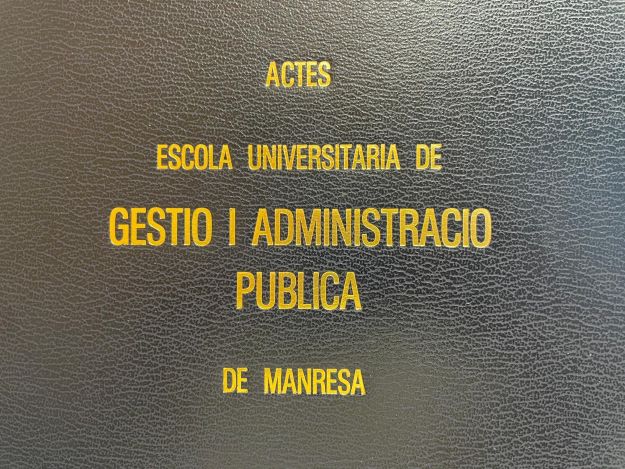 ACTES
ESCOLA UNIVERSITARIA DE
GESTIO I ADMINISTRACIO
PUBLICA
DE MANRESA